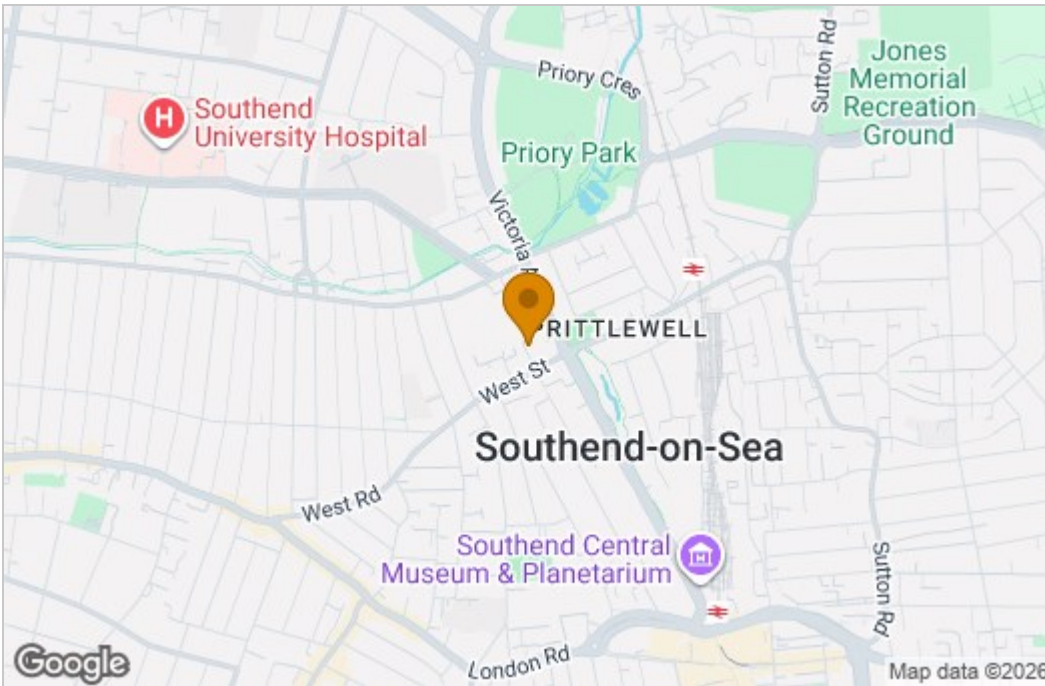 Priory Cres
Sutton Rd
Jones
Memorial
Recreation
Ground
Southend
University Hospital
Priory Park
Victoria
PRITTLEWELL
West St
Southend-on-Sea
West Rd
Southend Central
Museum & Planetarium
Sutton Rd
London Rd
Google
Map data ©2026